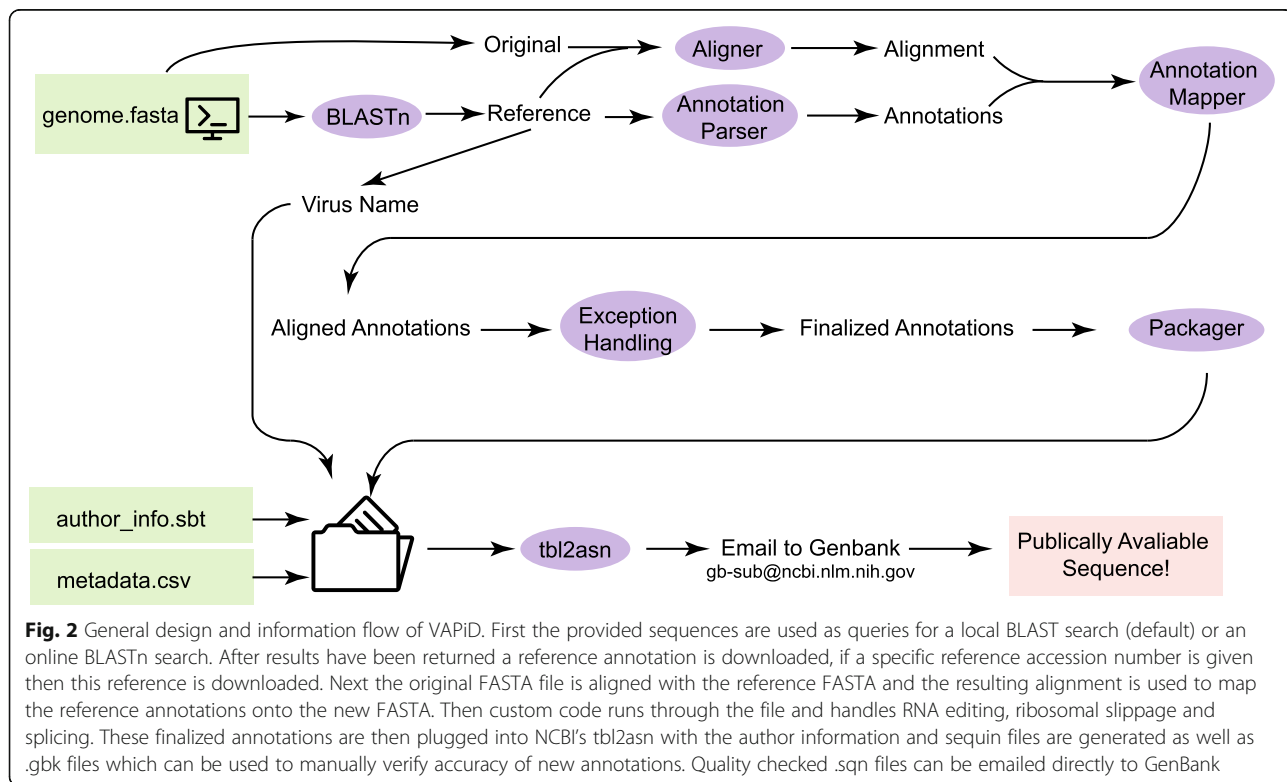 Original
Aligner
Alignment
Annotation
Mapper
genome.fasta
BLASTn
Reference
Annotation
Parser
Annotations
Virus Name
Aligned Annotations
Exception
Handling
Finalized Annotations
Packager
author_info.sbt
metadata.csv
tbl2asn
Email to Genbank
gb-sub@ncbi.nlm.nih.gov
Publically Avaliable
Sequence!
Fig. 2 General design and information flow of VAPiD. First the provided sequences are used as queries for a local BLAST search (default) or an
online BLASTn search. After results have been returned a reference annotation is downloaded, if a specific reference accession number is given
then this reference is downloaded. Next the original FASTA file is aligned with the reference FASTA and the resulting alignment is used to map
the reference annotations onto the new FASTA. Then custom code runs through the file and handles RNA editing, ribosomal slippage and
splicing. These finalized annotations are then plugged into NCBI's tbl2asn with the author information and sequin files are generated as well as
.gbk files which can be used to manually verify accuracy of new annotations. Quality checked .sqn files can be emailed directly to GenBank